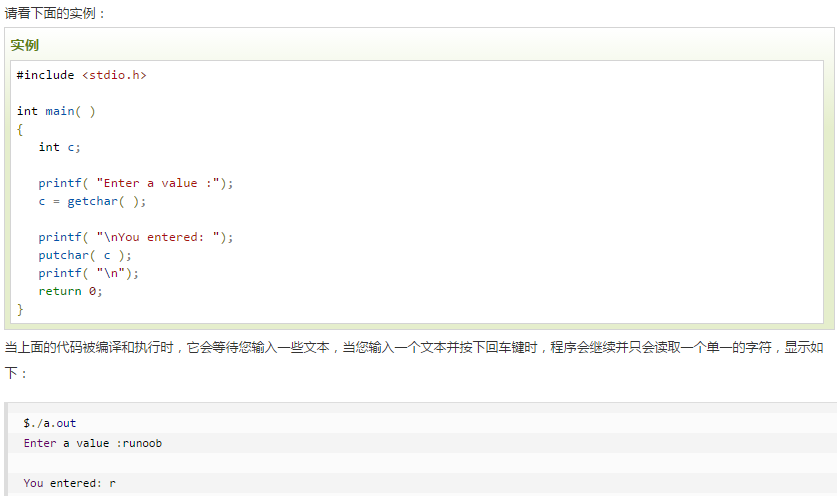 请看下面的实例：
实例
#include <stdio.h>
int main( )
{
int c;
printf( "Enter a value :");
c = getchar( );
printf( "\nYou entered: ");
putchar( c );
printf( "\n");
return 0;
}
当上面的代码被编译和执行时，它会等待您输入一些文本，当您输入一个文本并按下回车键时，程序会继续并只会读取一个单一的字符，显示如
下：
$./a.out
Enter a value :runoob
You entered: r